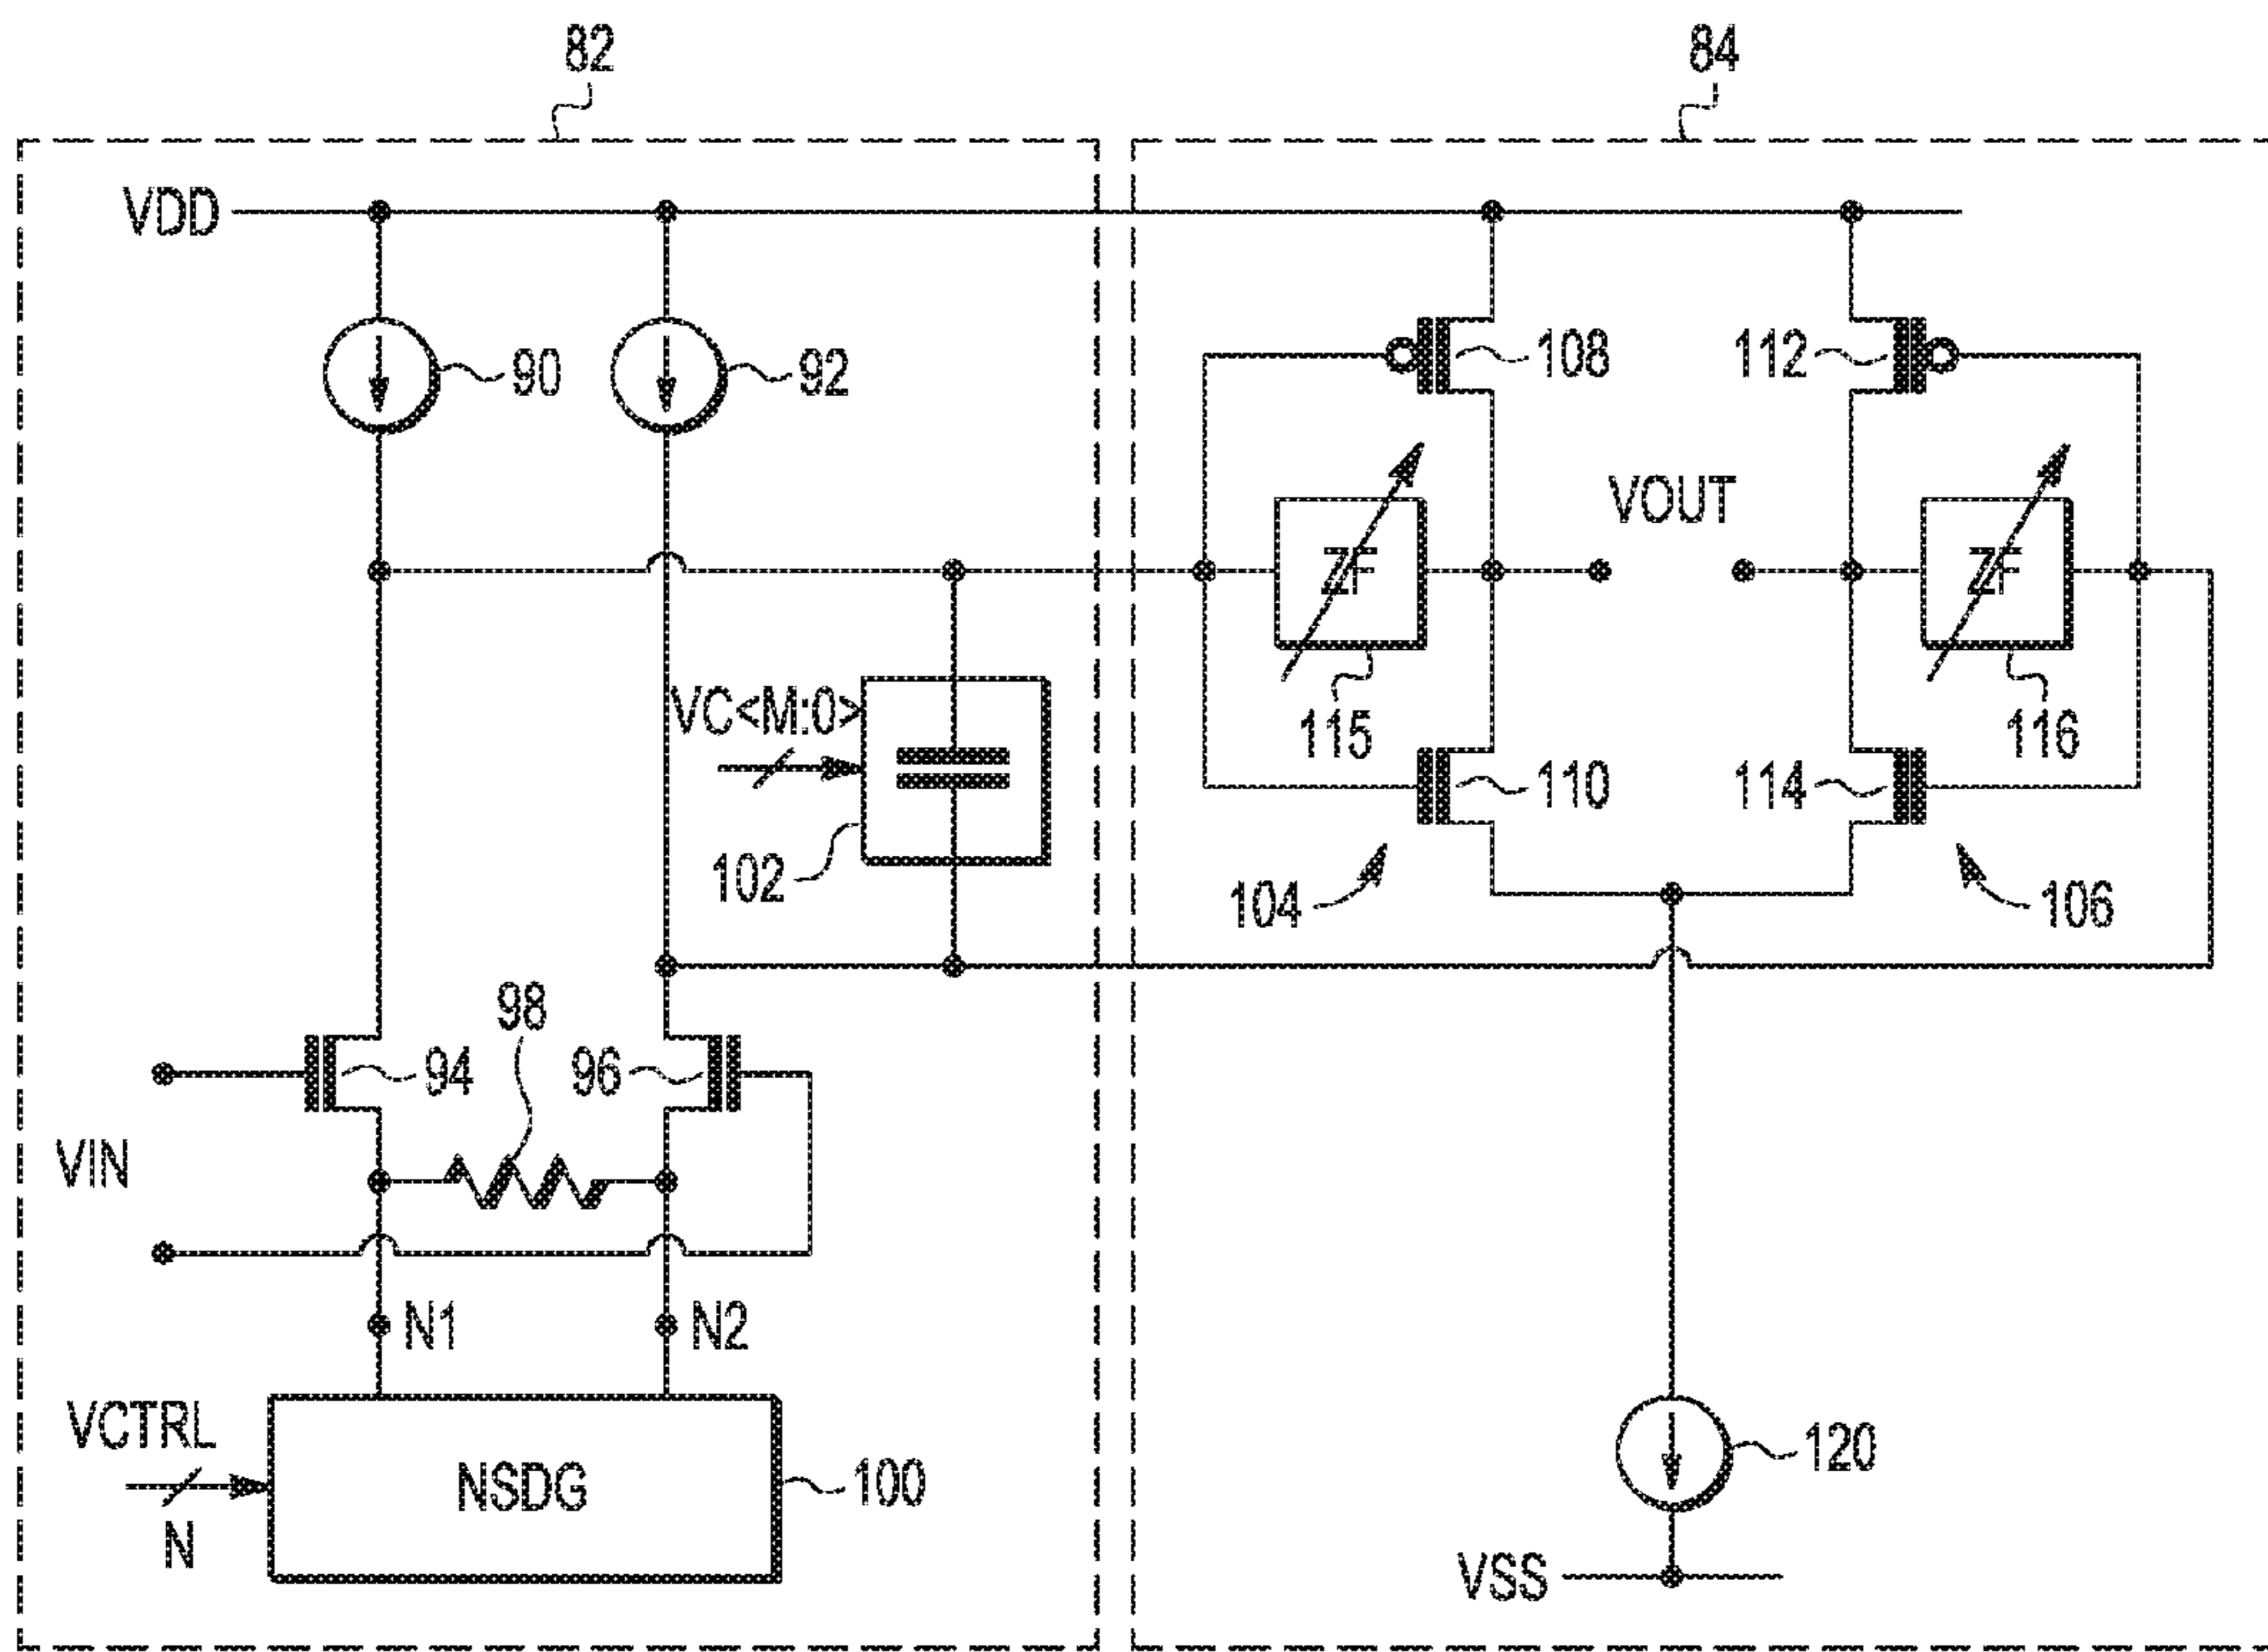 82
84
VDD
90
92
108
112
VOUT
ZF
ZF
VC<M:0>
115
116
110
114
102
104
106
98
94
96
VIN
N1
N2
VCTRL
NSDG
100
120
N
VSS